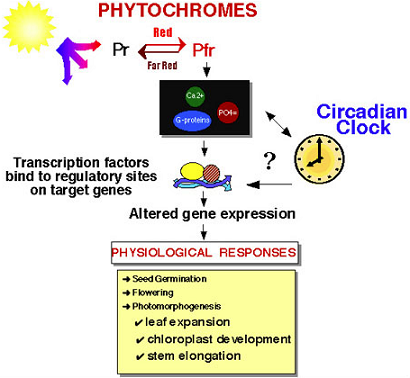 PHYTOCHROMES
Red
Pr
Pfr
Far Red
Ca2+
PO4=
G-proteins
Circadian
Clock
?
Transcription factors
bind to regulatory sites
on target genes
Altered gene expression
PHYSIOLOGICAL RESPONSES
➔ Seed Germination
➔ Flowering
➔ Photomorphogenesis
✔ leaf expansion
✔ chloroplast development
✔ stem elongation